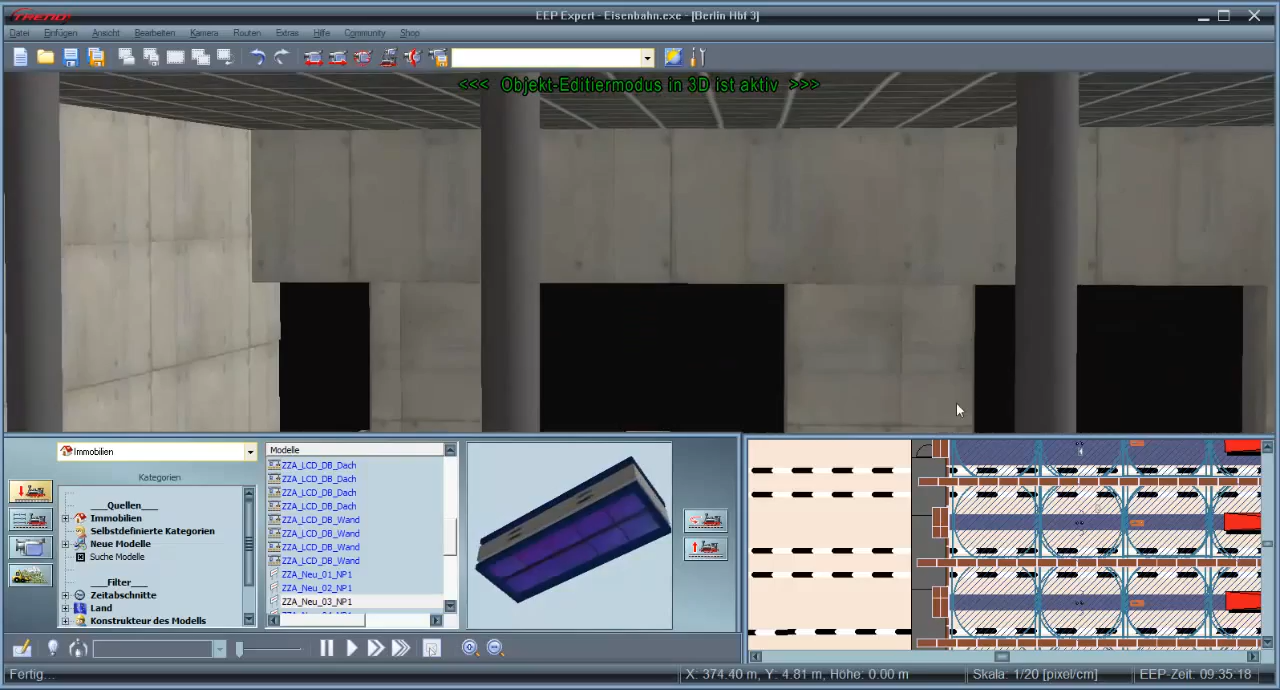 TREND
EEP Expert - Eisenbahn.exe - [Berlin Hbf 3]
Datei Einfügen Ansicht Bearbeiten Kamera Routen Extras Hilfe Community Shop
<<< Objekt-Editiermodus in 3D ist aktiv >>>
Immobilien
Kategorien
___Quellen___
Immobilien
Selbstdefinierte Kategorien
Neue Modelle
Suche Modelle
___Filter___
Zeitabschnitte
Land
Konstrukteur des Modells
Modelle
ZZA_LCD_DB_Dach
ZZA_LCD_DB_Dach
ZZA_LCD_DB_Dach
ZZA_LCD_DB_Dach
ZZA_LCD_DB_Wand
ZZA_LCD_DB_Wand
ZZA_LCD_DB_Wand
ZZA_LCD_DB_Wand
ZZA_Neu_01_NP1
ZZA_Neu_02_NP1
ZZA_Neu_03_NP1
Fertig...
X: 374.40 m, Y: 4.81 m, Höhe: 0.00 m
Skala: 1/20 [pixel/cm]
EEP-Zeit: 09:35:18